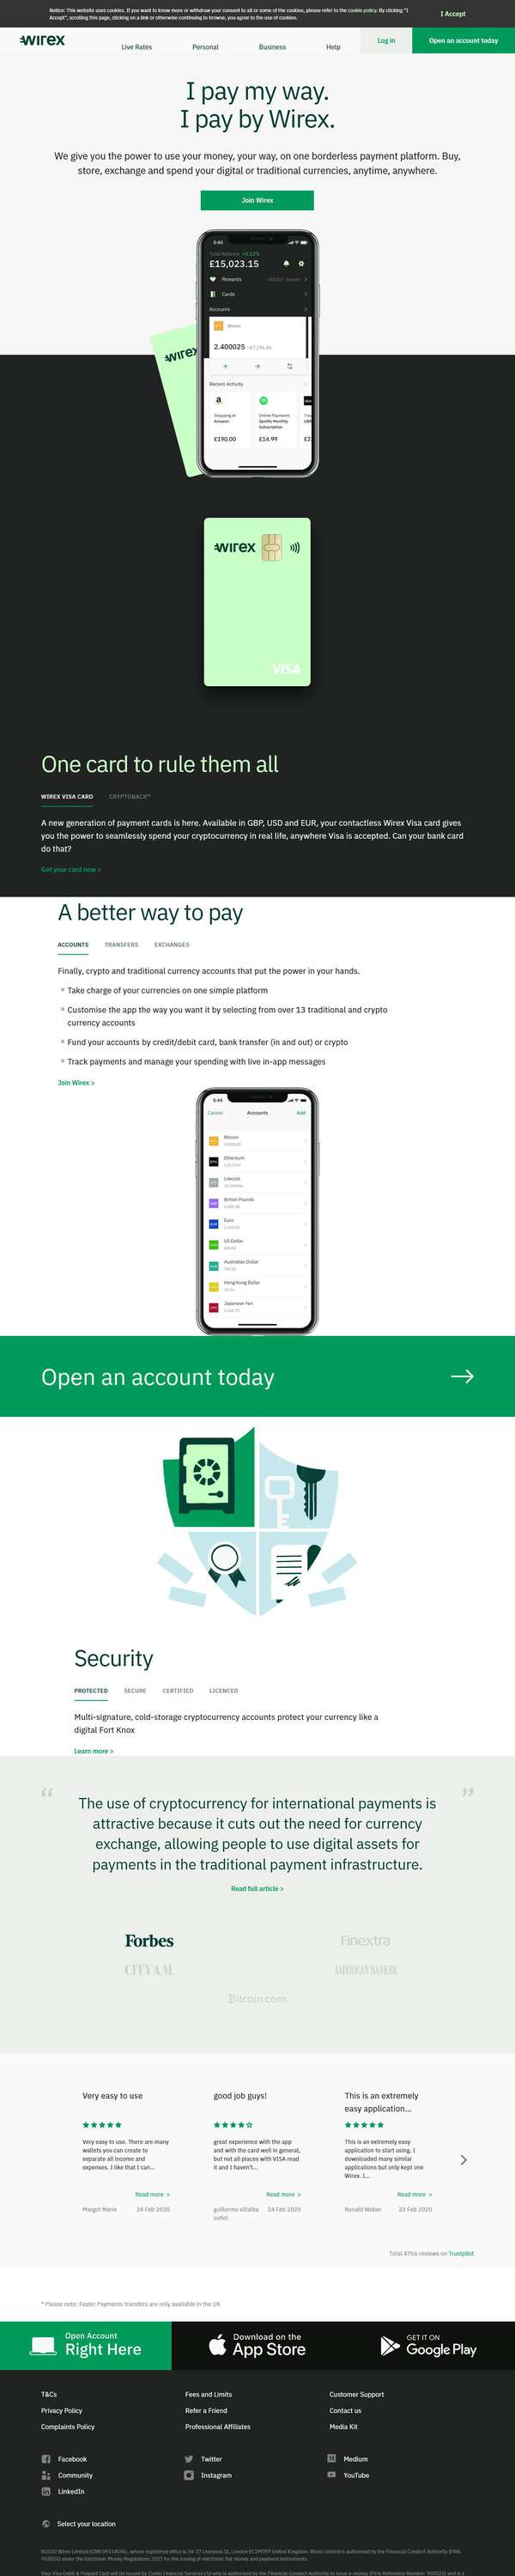 Notice: This website uses cookies. If you want to know more or withdraw your consent to all or some of the cookies, please refer to the cookie policy. By clicking "I
Accept", scrolling this page, clicking on a link or otherwise continuing to browse, you agree to the use of cookies.
I Accept
wirex
Live Rates
Personal
Business
Help
Log in
Open an account today
I pay my way.
I pay by Wirex.
We give you the power to use your money, your way, on one borderless payment platform. Buy,
store, exchange and spend your digital or traditional currencies, anytime, anywhere.
Join Wirex
5:45
Total Balance +5.12%
£15,023.15
Rewards
Cards
Accounts
Bitcoin
2.400025
Recent Activity
Shopping at
Amazon
£190.00
Online Payments
Spotify Monthly
Subscription
£14.99
wirex
wirex
VISA
One card to rule them all
WIREX VISA CARD
CRYPTOBACK™
A new generation of payment cards is here. Available in GBP, USD and EUR, your contactless Wirex Visa card gives
you the power to seamlessly spend your cryptocurrency in real life, anywhere Visa is accepted. Can your bank card
do that?
Get your card now >
A better way to pay
ACCOUNTS
TRANSFERS
EXCHANGES
Finally, crypto and traditional currency accounts that put the power in your hands.
Take charge of your currencies on one simple platform
Customise the app the way you want it by selecting from over 13 traditional and crypto
currency accounts
Fund your accounts by credit/debit card, bank transfer (in and out) or crypto
Track payments and manage your spending with live in-app messages
Join Wirex >
5:45
Cancel
Accounts
Add
Bitcoin
Ethereum
Litecoin
British Pounds
Euro
US Dollar
Australian Dollar
Hong Kong Dollar
Japanese Yen
Open an account today
Security
PROTECTED
SECURE
CERTIFIED
LICENCED
Multi-signature, cold-storage cryptocurrency accounts protect your currency like a
digital Fort Knox
Learn more >
“
”
The use of cryptocurrency for international payments is
attractive because it cuts out the need for currency
exchange, allowing people to use digital assets for
payments in the traditional payment infrastructure.
Read full article >
Forbes
Finextra
CITY A.M.
AMERICAN BANKER
Bitcoin.com
Very easy to use
Very easy to use. There are many
wallets you can create to
separate all income and
expenses. I like that I can...
Read more >
Margot Marie
24 Feb 2020
good job guys!
great experience with the app
and with the card well in general,
but not all places with VISA read
it and I haven't...
Read more >
guillermo villalba
suñol
24 Feb 2020
This is an extremely
easy application...
This is an extremely easy
application to start using. I
downloaded many similar
applications but only kept one
Wirex. I...
Read more >
Ronald Weber
23 Feb 2020
Total 4756 reviews on Trustpilot
* Please note: Faster Payments transfers are only available in the UK
Open Account
Right Here
Download on the
App Store
GET IT ON
Google Play
T&Cs
Fees and Limits
Customer Support
Privacy Policy
Refer a Friend
Contact us
Complaints Policy
Professional Affiliates
Media Kit
Facebook
Twitter
Medium
Community
Instagram
YouTube
LinkedIn
Select your location